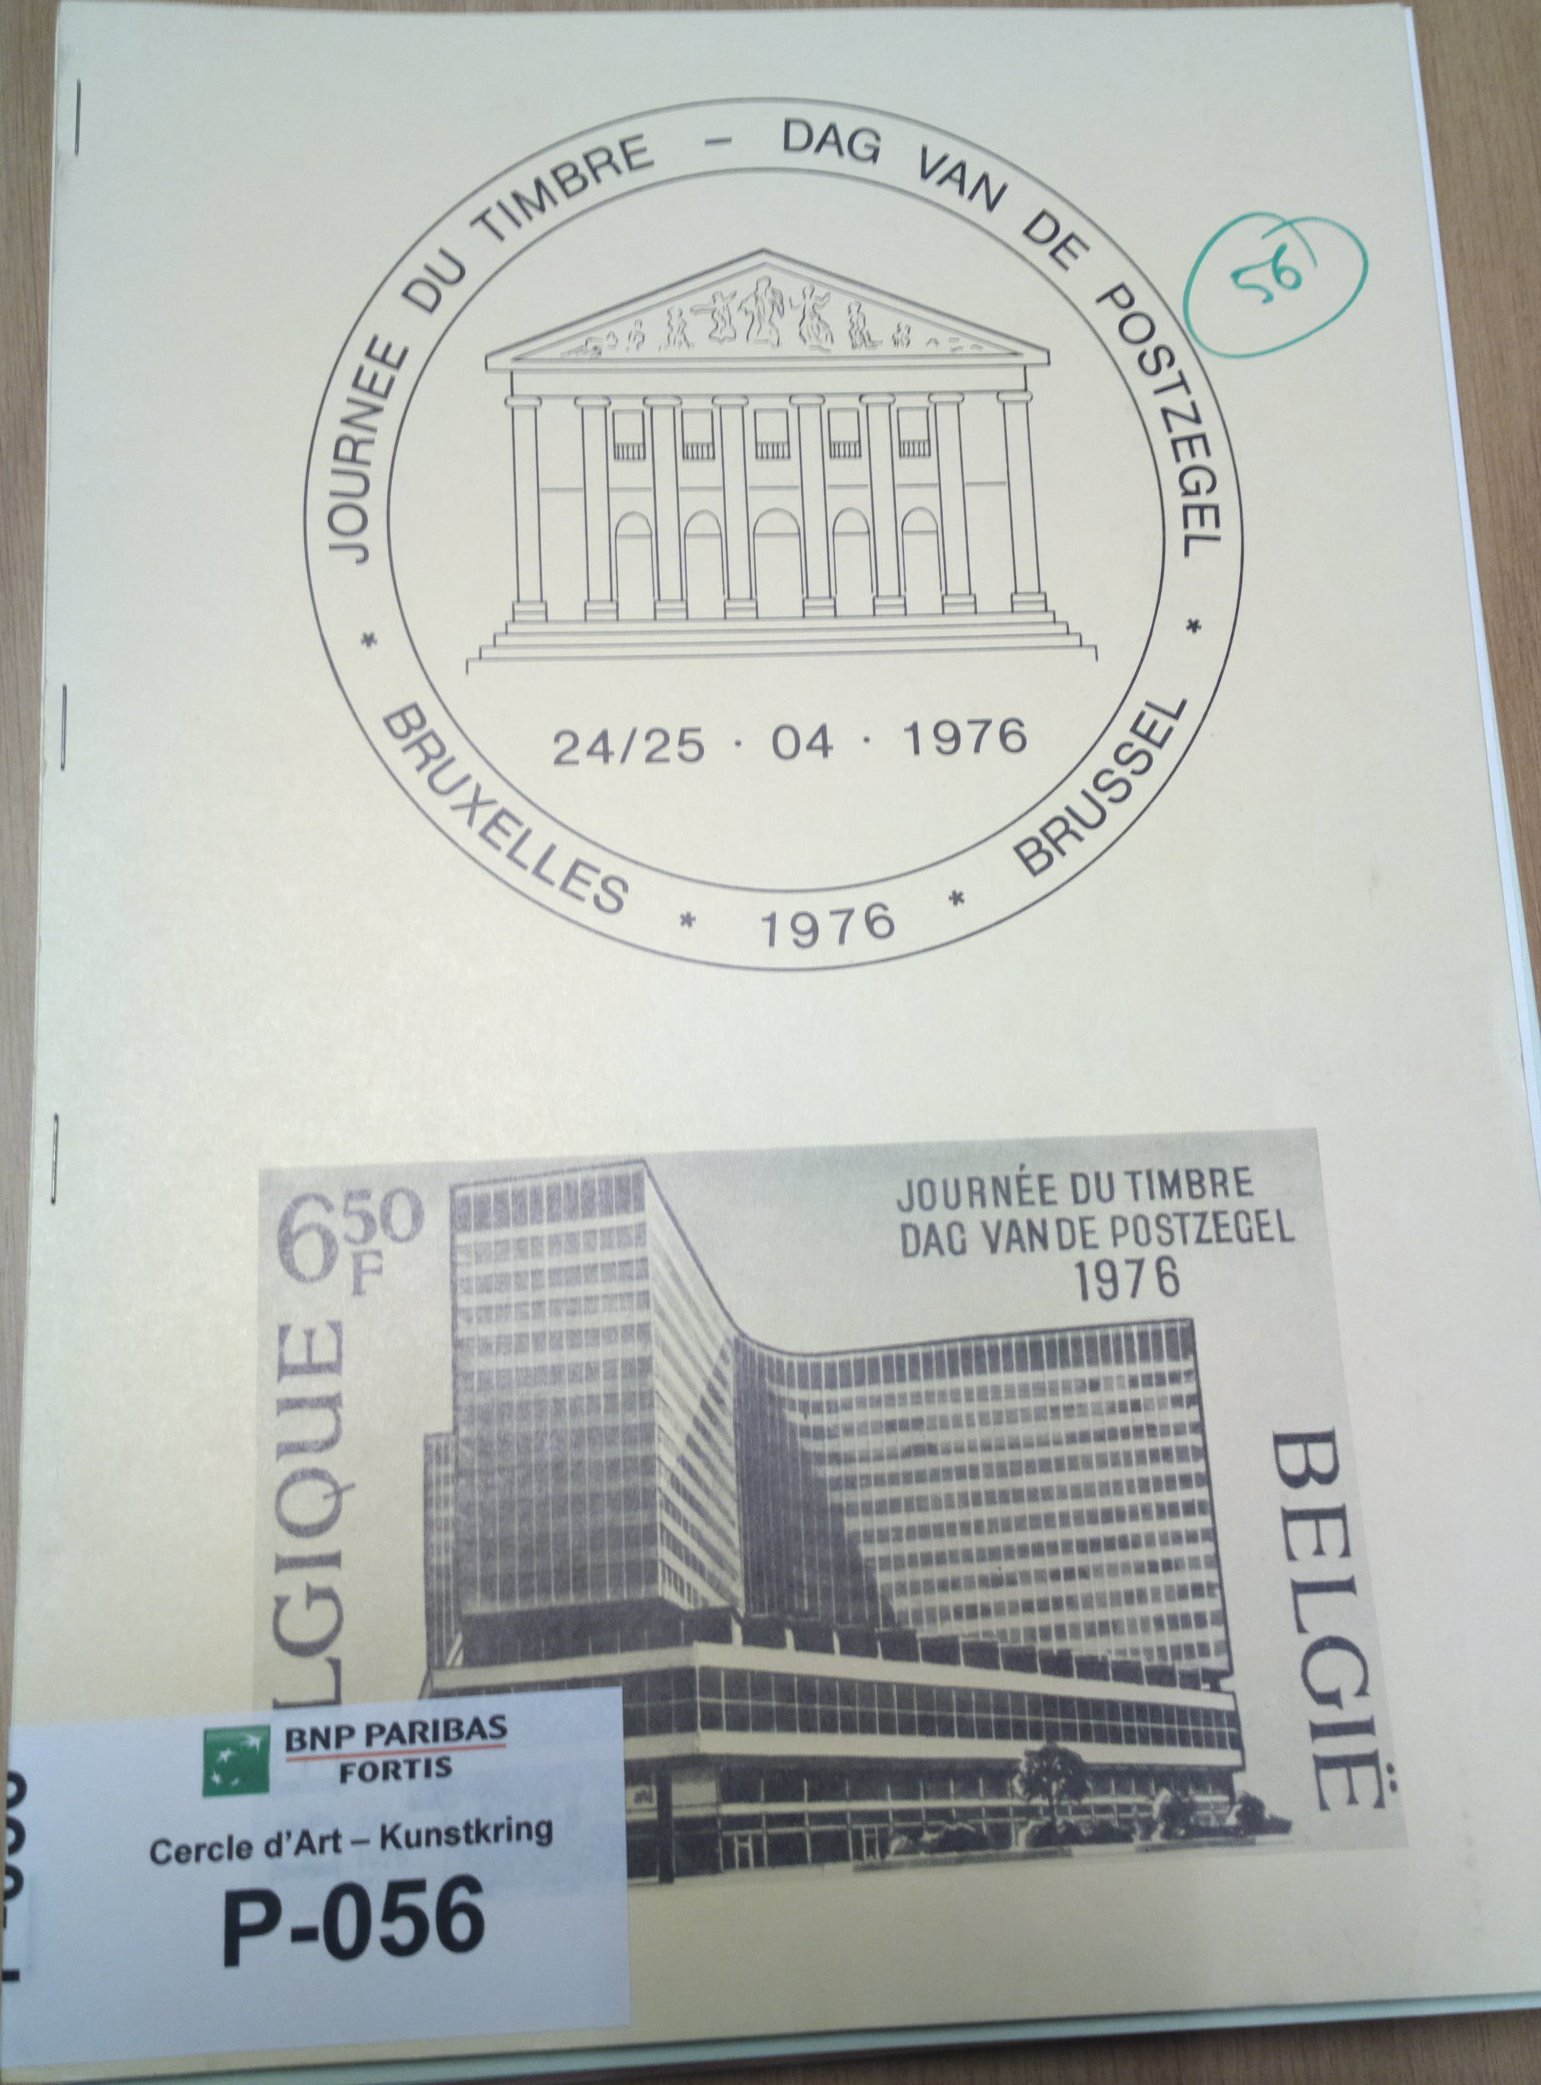 JOURNEE DU TIMBRE – DAG VAN DE POSTZEGEL
56
24/25 · 04 · 1976
* BRUXELLES * 1976 * BRUSSEL *
6 50 F
JOURNÉE DU TIMBRE
DAG VAN DE POSTZEGEL
1976
LGIQUE
BELGIË
BNP PARIBAS
FORTIS
Cercle d'Art – Kunstkring
P-056